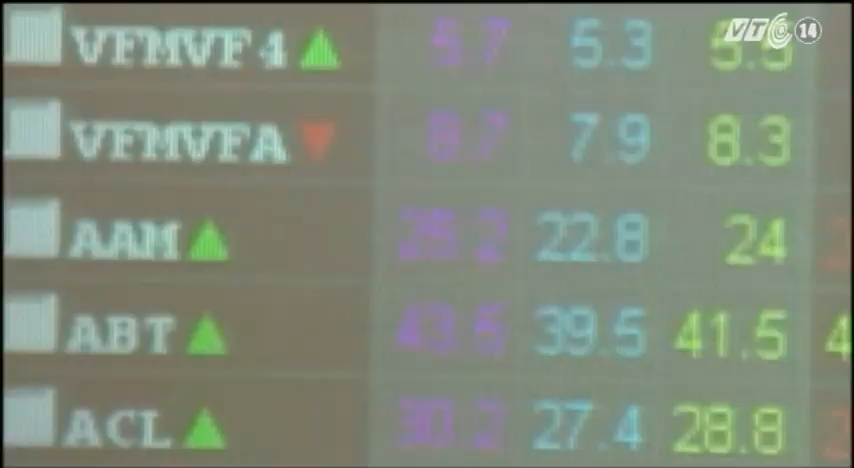 VTC 14
VFMVF4 5.7 5.3 5.5
VFMVFA 8.7 7.9 8.3
AAM 25.2 22.8 24
ABT 43.5 39.5 41.5 4
ACL 30.2 27.4 28.8